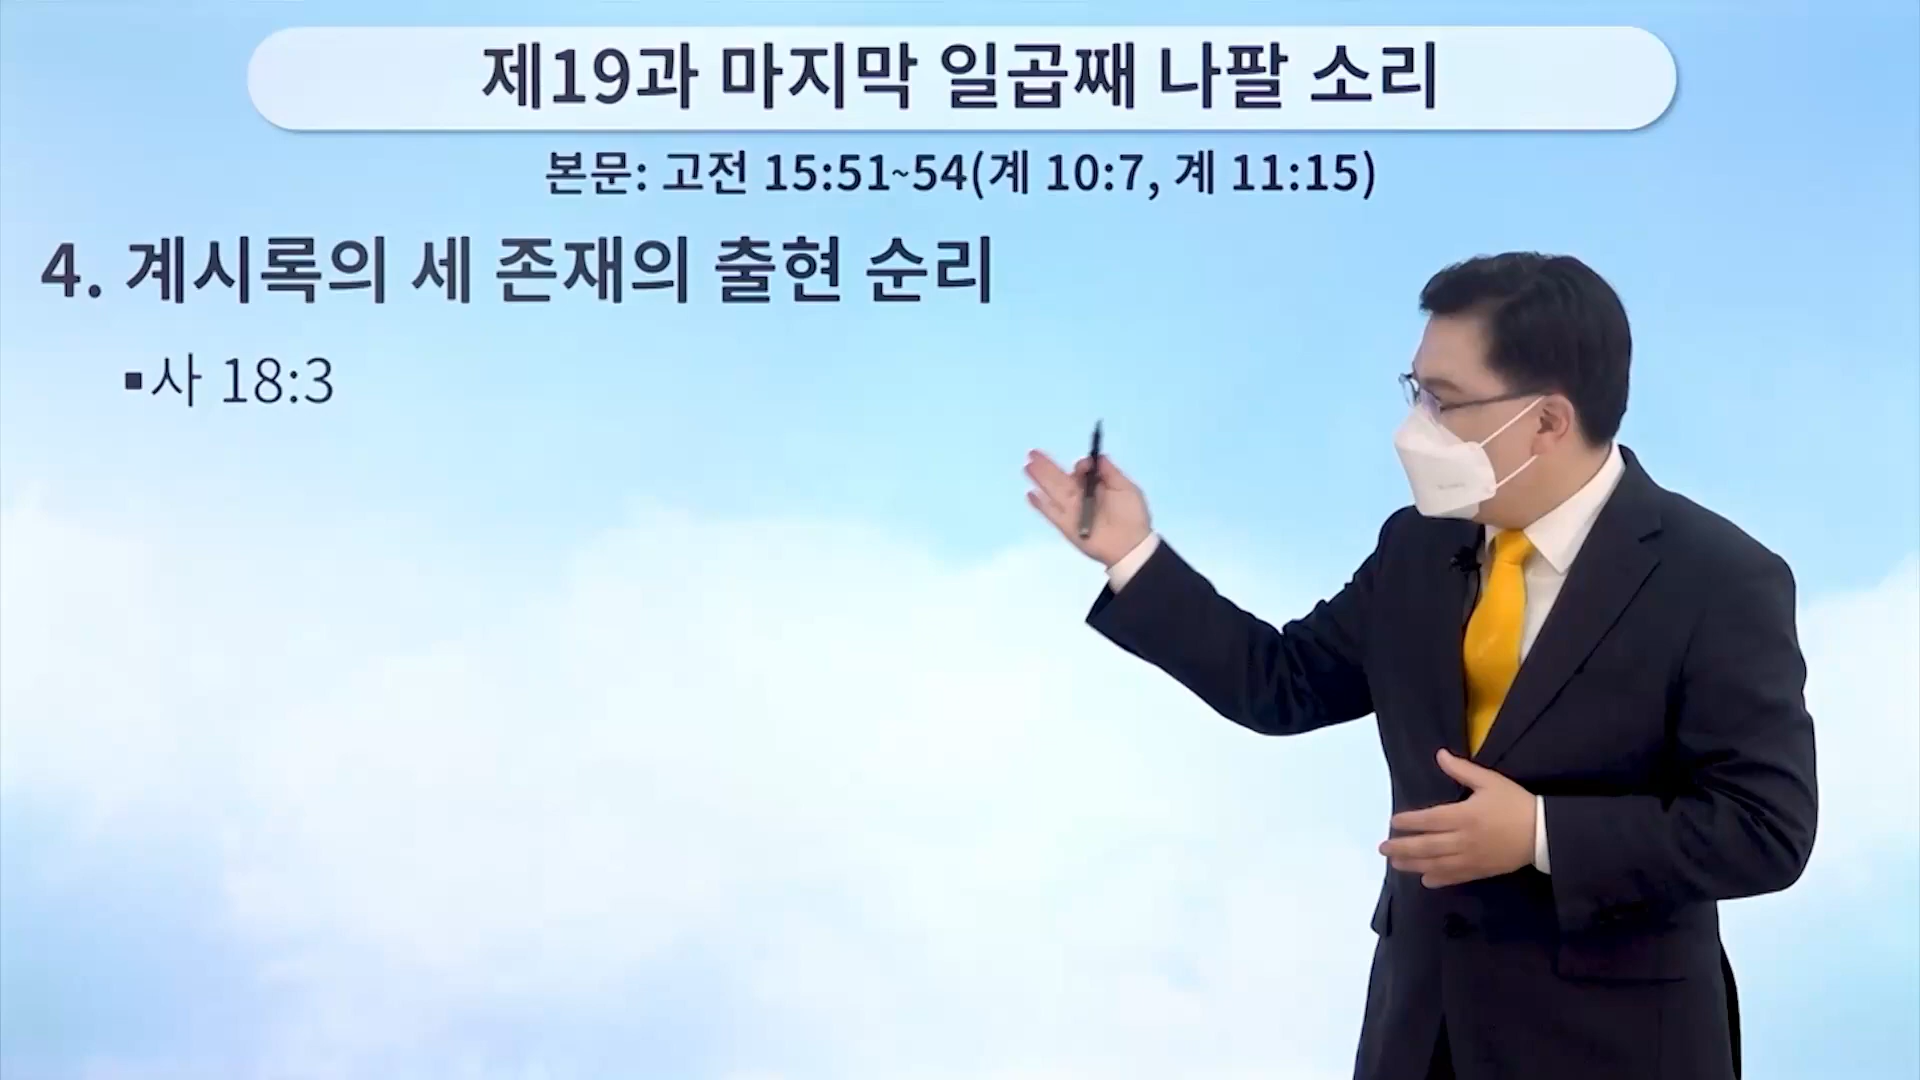 제19과 마지막 일곱째 나팔 소리
본문: 고전 15:51~54(계 10:7, 계 11:15)
4. 계시록의 세 존재의 출현 순리
▪사 18:3